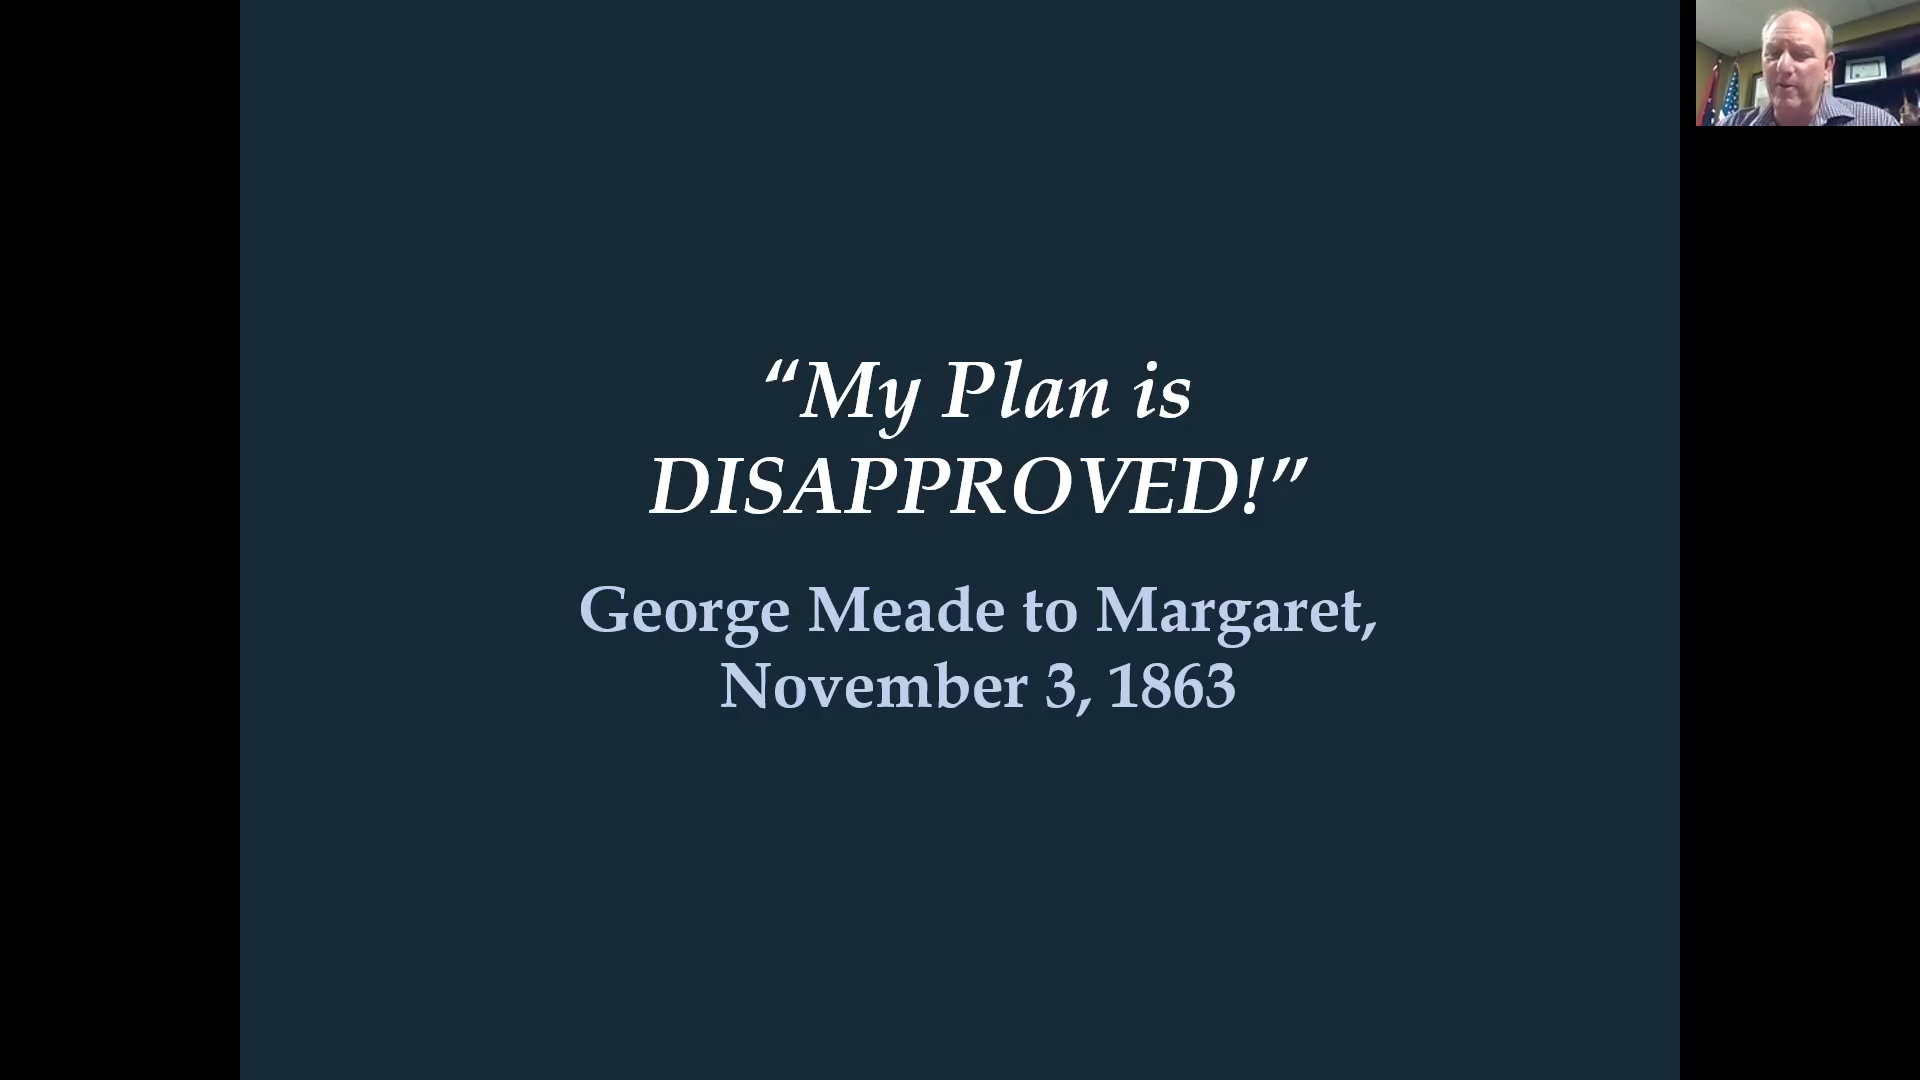 “My Plan is
DISAPPROVED!”
George Meade to Margaret,
November 3, 1863